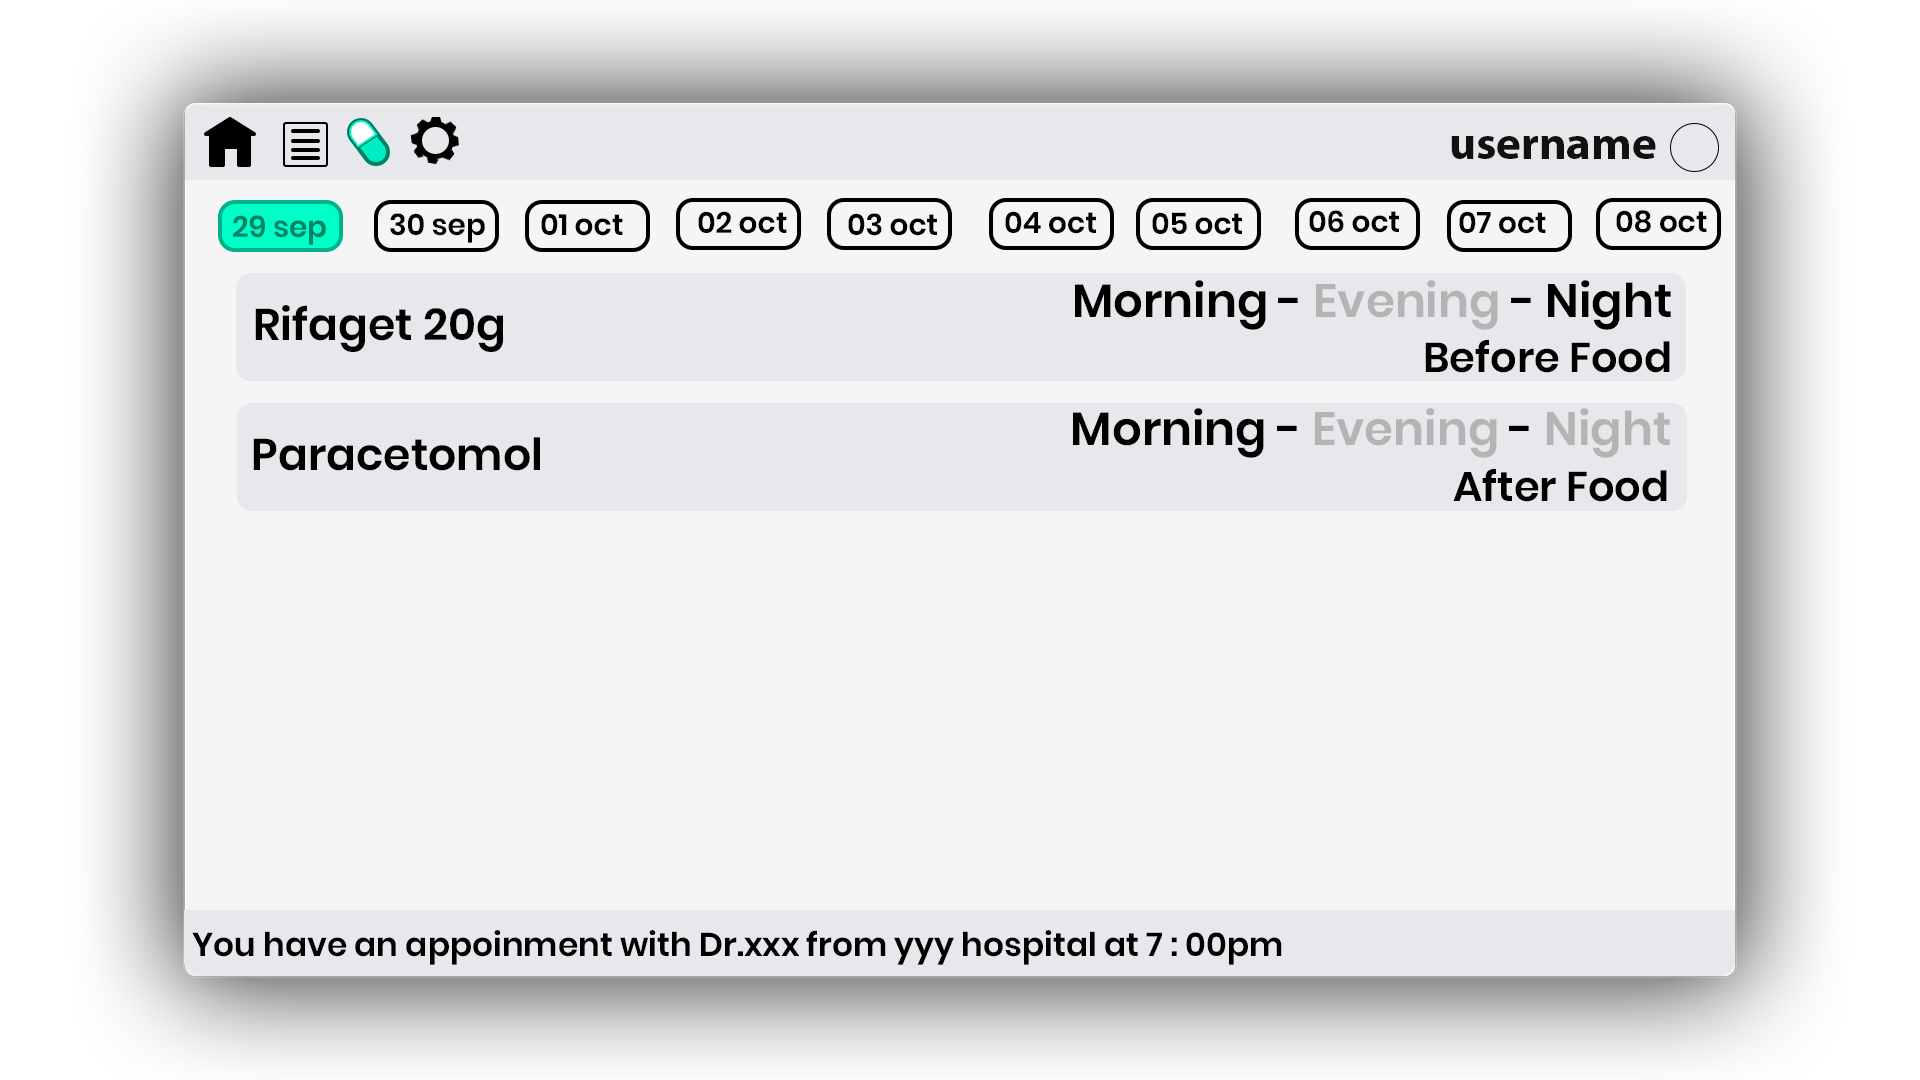 username
29 sep 30 sep 01 oct 02 oct 03 oct 04 oct 05 oct 06 oct 07 oct 08 oct
Rifaget 20g
Morning - Evening - Night
Before Food
Paracetomol
Morning - Evening - Night
After Food
You have an appoinment with Dr.xxx from yyy hospital at 7 : 00pm